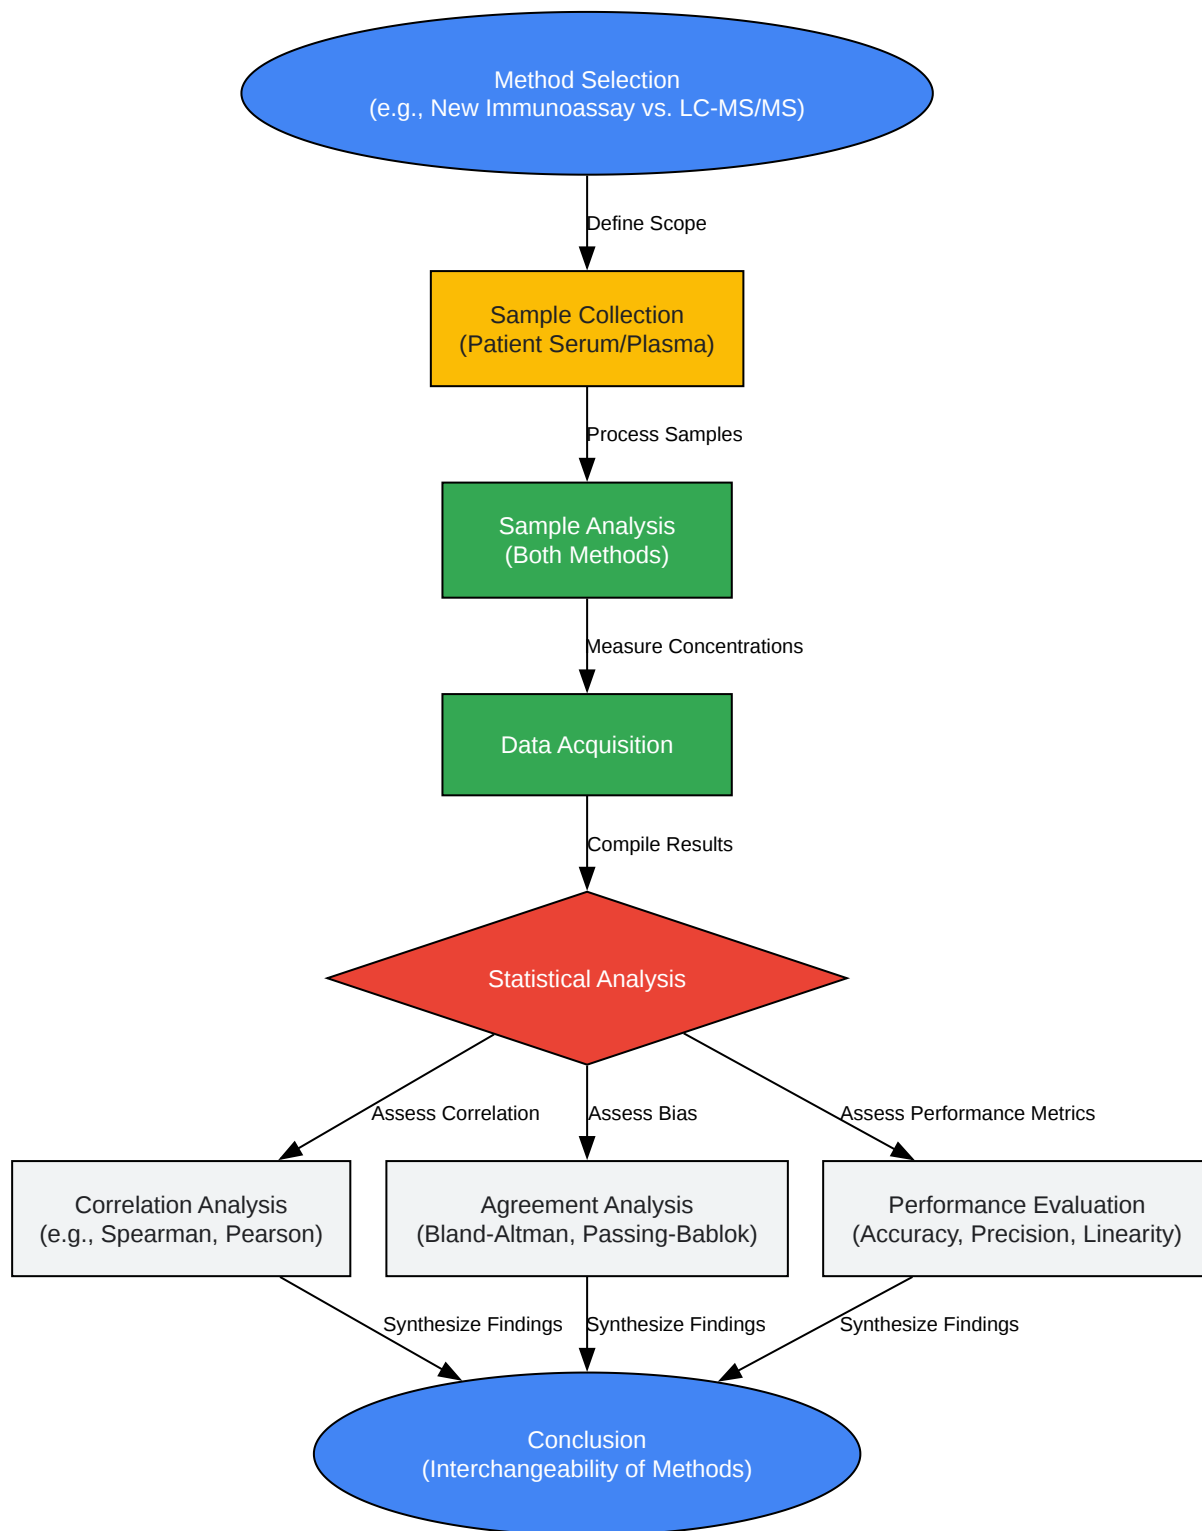 Method Selection
(e.g., New Immunoassay vs. LC-MS/MS)
Define Scope
Sample Collection
(Patient Serum/Plasma)
Process Samples
Sample Analysis
(Both Methods)
Measure Concentrations
Data Acquisition
Compile Results
Statistical Analysis
Assess Correlation
Assess Bias
Assess Performance Metrics
Correlation Analysis
(e.g., Spearman, Pearson)
Agreement Analysis
(Bland-Altman, Passing-Bablok)
Performance Evaluation
(Accuracy, Precision, Linearity)
Synthesize Findings
Synthesize Findings
Synthesize Findings
Conclusion
(Interchangeability of Methods)